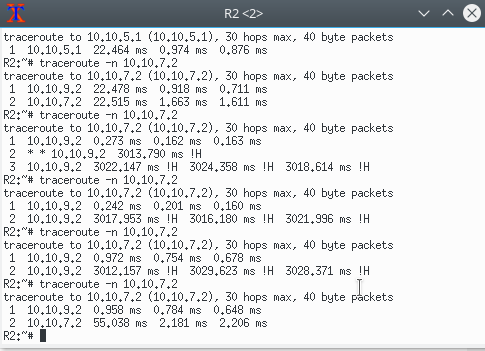 R2 <2>
traceroute to 10.10.5.1 (10.10.5.1), 30 hops max, 40 byte packets
1 10.10.5.1 22.464 ms 0.974 ms 0.876 ms
R2:~# traceroute -n 10.10.7.2
traceroute to 10.10.7.2 (10.10.7.2), 30 hops max, 40 byte packets
1 10.10.9.2 22.478 ms 0.918 ms 0.711 ms
2 10.10.7.2 22.515 ms 1.663 ms 1.611 ms
R2:~# traceroute -n 10.10.7.2
traceroute to 10.10.7.2 (10.10.7.2), 30 hops max, 40 byte packets
1 10.10.9.2 0.273 ms 0.162 ms 0.163 ms
2 * * 10.10.9.2 3013.790 ms !H
3 10.10.9.2 3022.147 ms !H 3024.358 ms !H 3018.614 ms !H
R2:~# traceroute -n 10.10.7.2
traceroute to 10.10.7.2 (10.10.7.2), 30 hops max, 40 byte packets
1 10.10.9.2 0.242 ms 0.201 ms 0.160 ms
2 10.10.9.2 3017.953 ms !H 3016.180 ms !H 3021.996 ms !H
R2:~# traceroute -n 10.10.7.2
traceroute to 10.10.7.2 (10.10.7.2), 30 hops max, 40 byte packets
1 10.10.9.2 0.972 ms 0.754 ms 0.678 ms
2 10.10.9.2 3012.157 ms !H 3029.623 ms !H 3028.371 ms !H
R2:~# traceroute -n 10.10.7.2
traceroute to 10.10.7.2 (10.10.7.2), 30 hops max, 40 byte packets
1 10.10.9.2 0.958 ms 0.784 ms 0.648 ms
2 10.10.7.2 55.038 ms 2.181 ms 2.206 ms
R2:~#